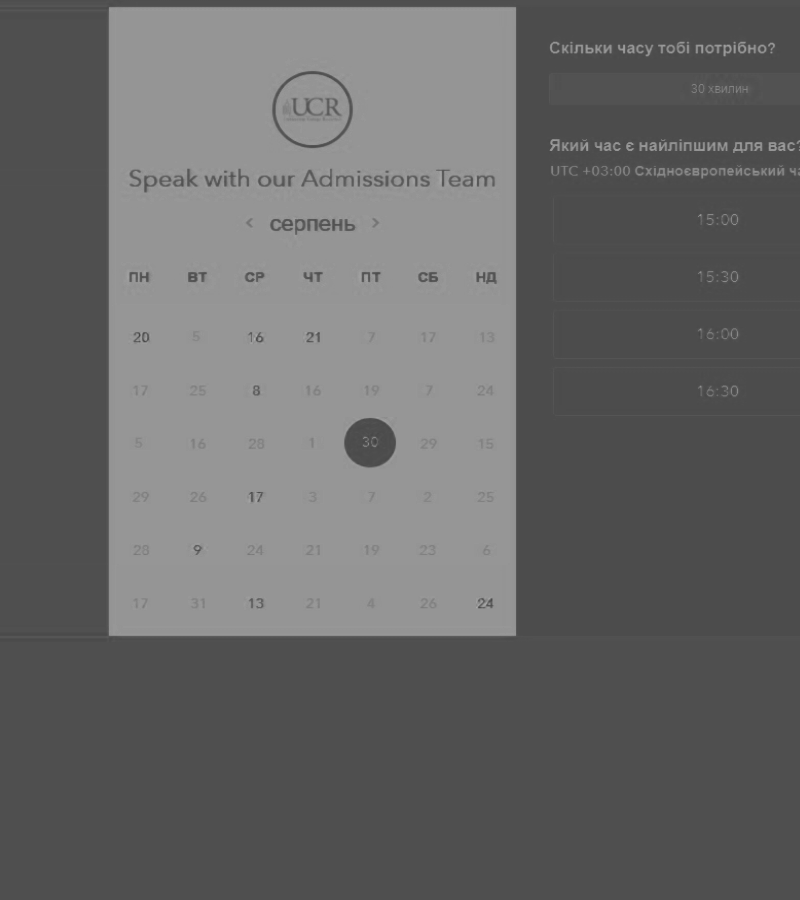 UCR
Speak with our Admissions Team
‹ серпень ›
ПН ВТ СР ЧТ ПТ СБ НД
20 5 16 21 7 17 13
17 25 8 16 19 7 24
5 16 28 1 30 29 15
29 26 17 3 7 2 25
28 9 24 21 19 23 6
17 31 13 21 4 26 24
Скільки часу тобі потрібно?
30 хвилин
Який час є найліпшим для вас?
UTC +03:00 Східноєвропейський ча
15:00
15:30
16:00
16:30